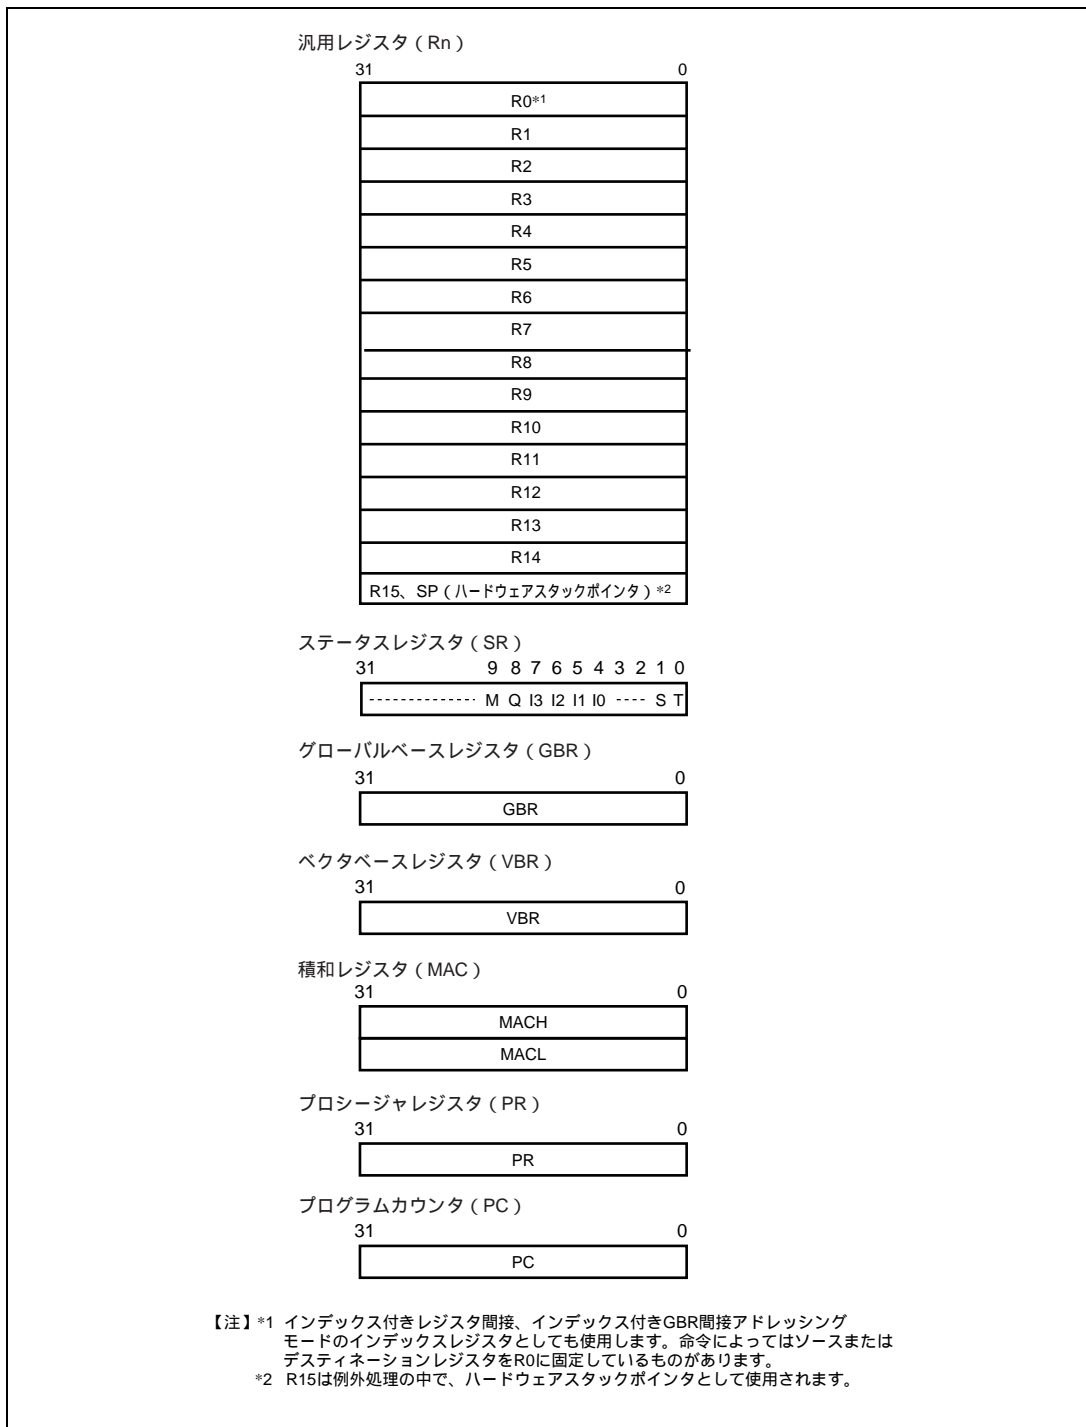 汎用レジスタ（Rn）
31 0
R0*1
R1
R2
R3
R4
R5
R6
R7
R8
R9
R10
R11
R12
R13
R14
R15、SP（ハードウェアスタックポインタ）*2
ステータスレジスタ（SR）
31 9 8 7 6 5 4 3 2 1 0
-------------- M Q I3 I2 I1 I0 ---- S T
グローバルベースレジスタ（GBR）
31 0
GBR
ベクタベースレジスタ（VBR）
31 0
VBR
積和レジスタ（MAC）
31 0
MACH
MACL
プロシージャレジスタ（PR）
31 0
PR
プログラムカウンタ（PC）
31 0
PC
【注】*1 インデックス付きレジスタ間接、インデックス付きGBR間接アドレッシング
モードのインデックスレジスタとしても使用します。命令によってはソースまたは
デスティネーションレジスタをR0に固定しているものがあります。
*2 R15は例外処理の中で、ハードウェアスタックポインタとして使用されます。